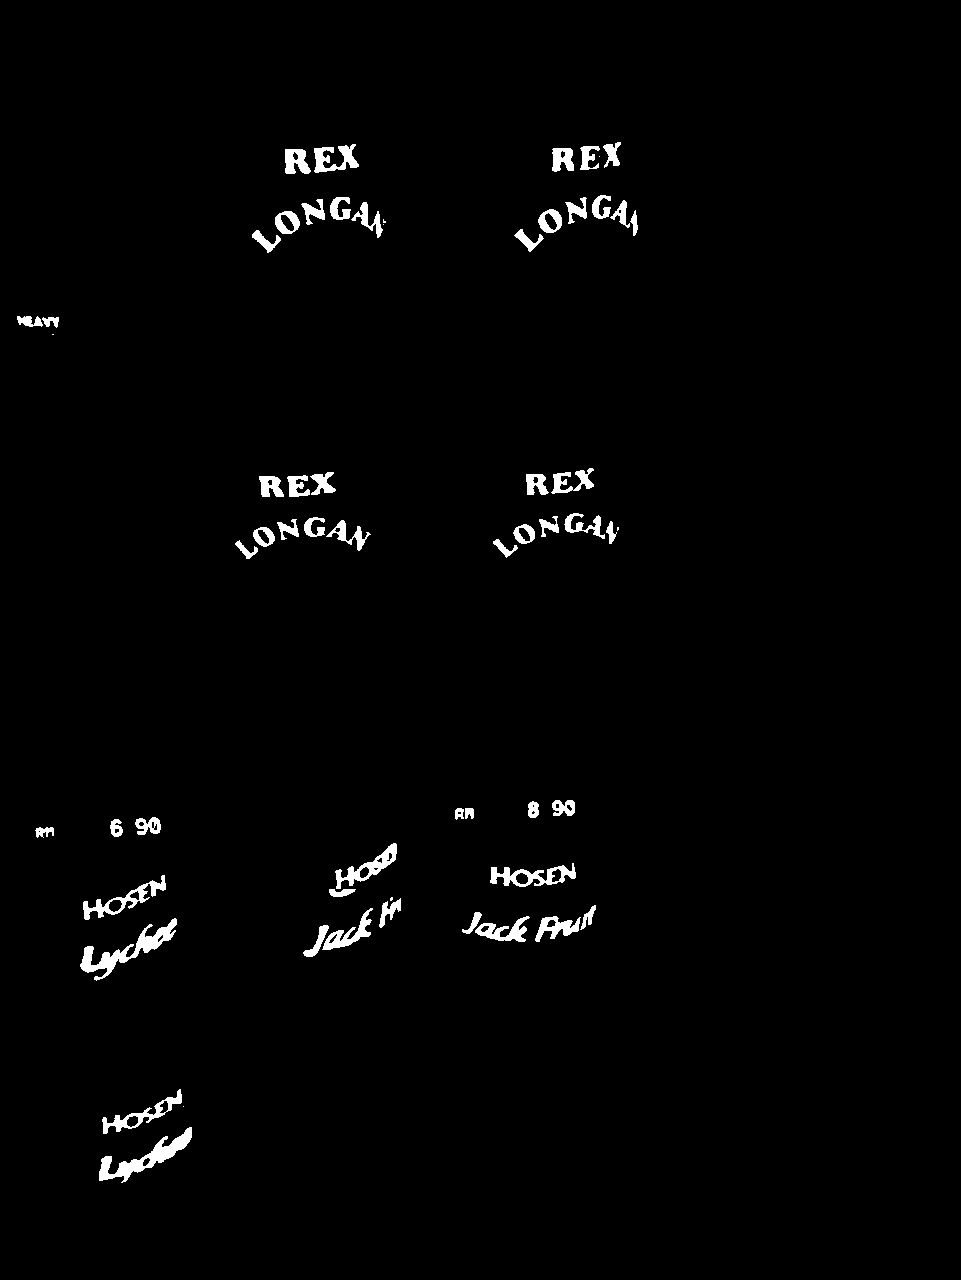 REX
REX
LONGAN
LONGAN
HEAVY
REX
REX
LONGAN
LONGAN
RM 6 90
RM 8 90
HOSEN
HOSEN
Lychee
Jack
Jack Fruit
HOSEN
Lychee